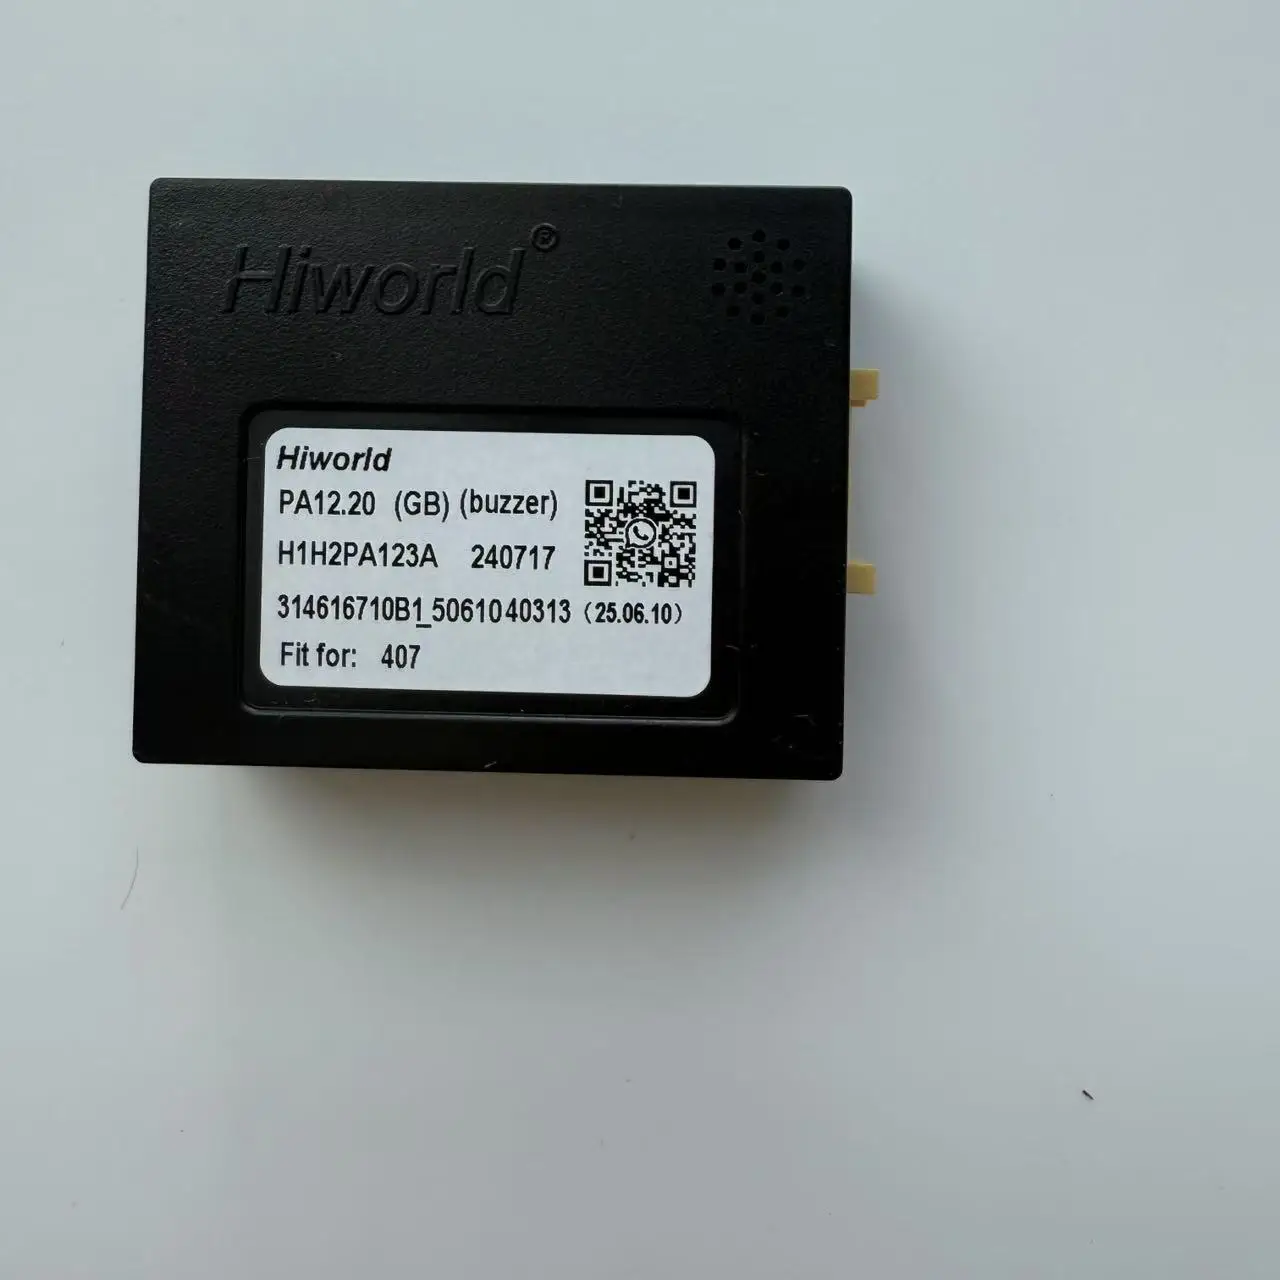 Hiworld®
Hiworld
PA12.20 (GB) (buzzer)
H1H2PA123A 240717
314616710B1_5061040313 (25.06.10)
Fit for: 407